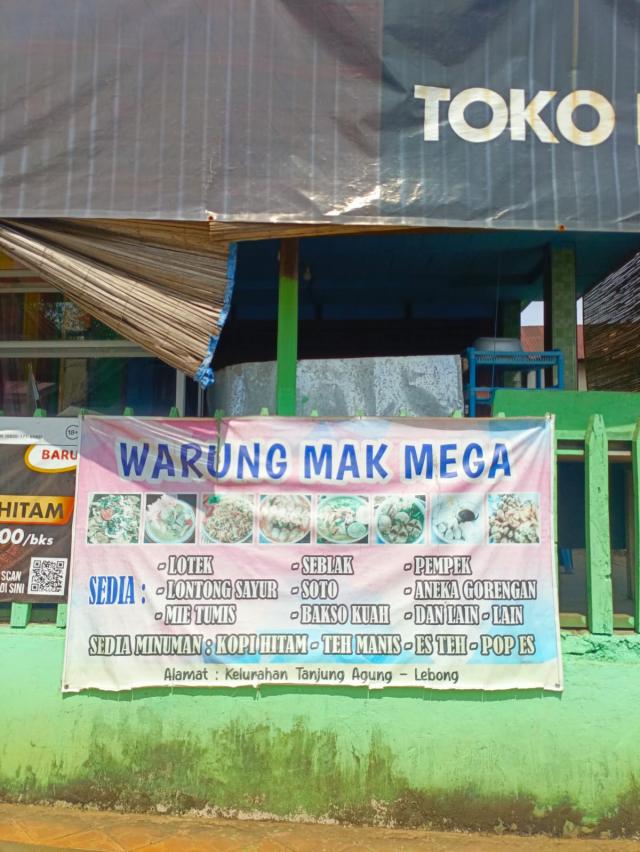 TOKO
WARUNG MAK MEGA
SEDIA :
- LOTEK
- LONTONG SAYUR
- MIE TUMIS
- SEBLAK
- SOTO
- BAKSO KUAH
- PEMPEK
- ANEKA GORENGAN
- DAN LAIN - LAIN
SEDIA MINUMAN : KOPI HITAM - TEH MANIS - ES TEH - POP ES
Alamat : Kelurahan Tanjung Agung - Lebong
18+
BARU
HITAM
00/bks
SCAN
DI SINI